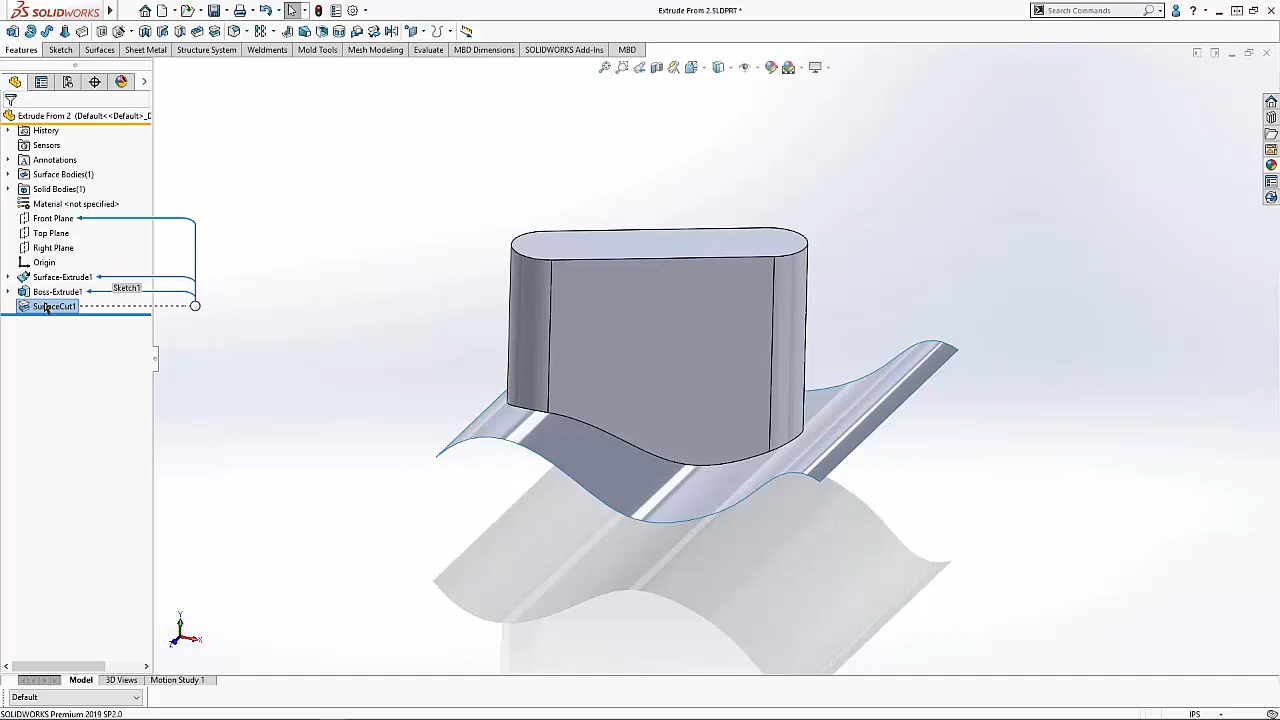 SOLIDWORKS
Extrude From 2.SLDPRT *
Search Commands
?
Features Sketch Surfaces Sheet Metal Structure System Weldments Mold Tools Mesh Modeling Evaluate MBD Dimensions SOLIDWORKS Add-Ins MBD
Extrude From 2 (Default<<Default>_D
History
Sensors
Annotations
Surface Bodies(1)
Solid Bodies(1)
Material <not specified>
Front Plane
Top Plane
Right Plane
Origin
Surface-Extrude1
Boss-Extrude1
Sketch1
SurfaceCut1
Y
X
Z
Model 3D Views Motion Study 1
Default
SOLIDWORKS Premium 2019 SP2.0
IPS